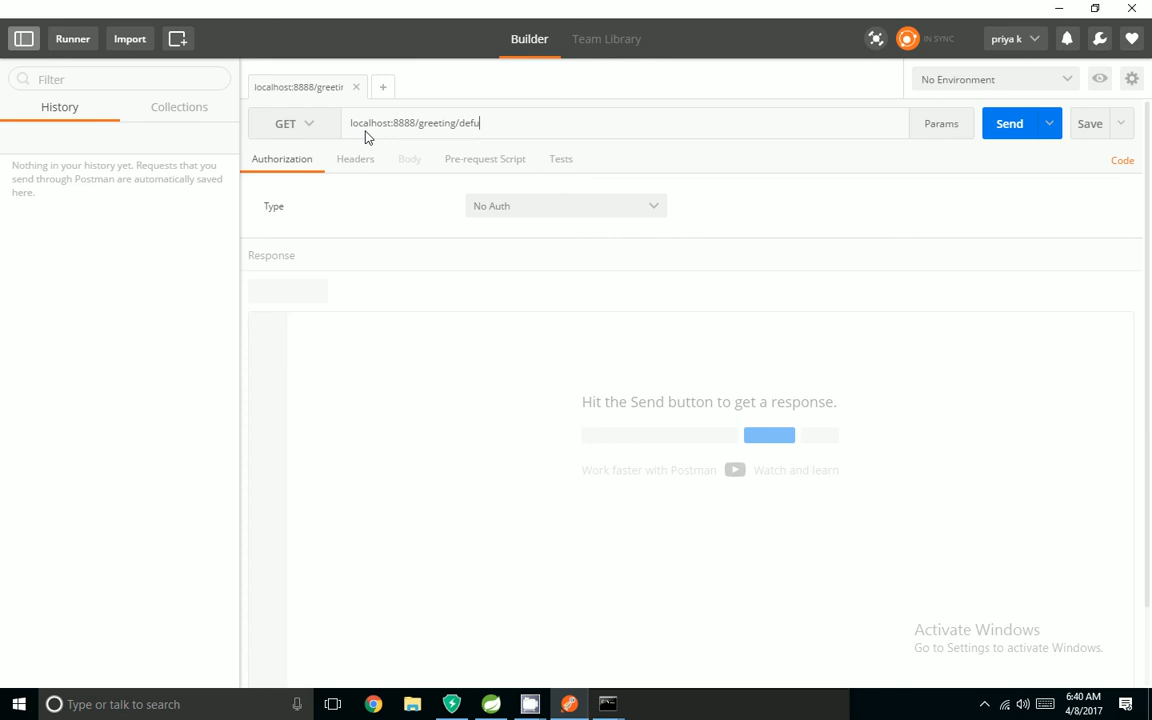 Runner Import Builder Team Library IN SYNC priya k
Filter
History Collections
Nothing in your history yet. Requests that you
send through Postman are automatically saved
here.
localhost:8888/greetir No Environment
GET localhost:8888/greeting/defu Params Send Save
Authorization Headers Body Pre-request Script Tests Code
Type No Auth
Response
Hit the Send button to get a response.
Work faster with Postman Watch and learn
Activate Windows
Go to Settings to activate Windows.
Type or talk to search
6:40 AM
4/8/2017